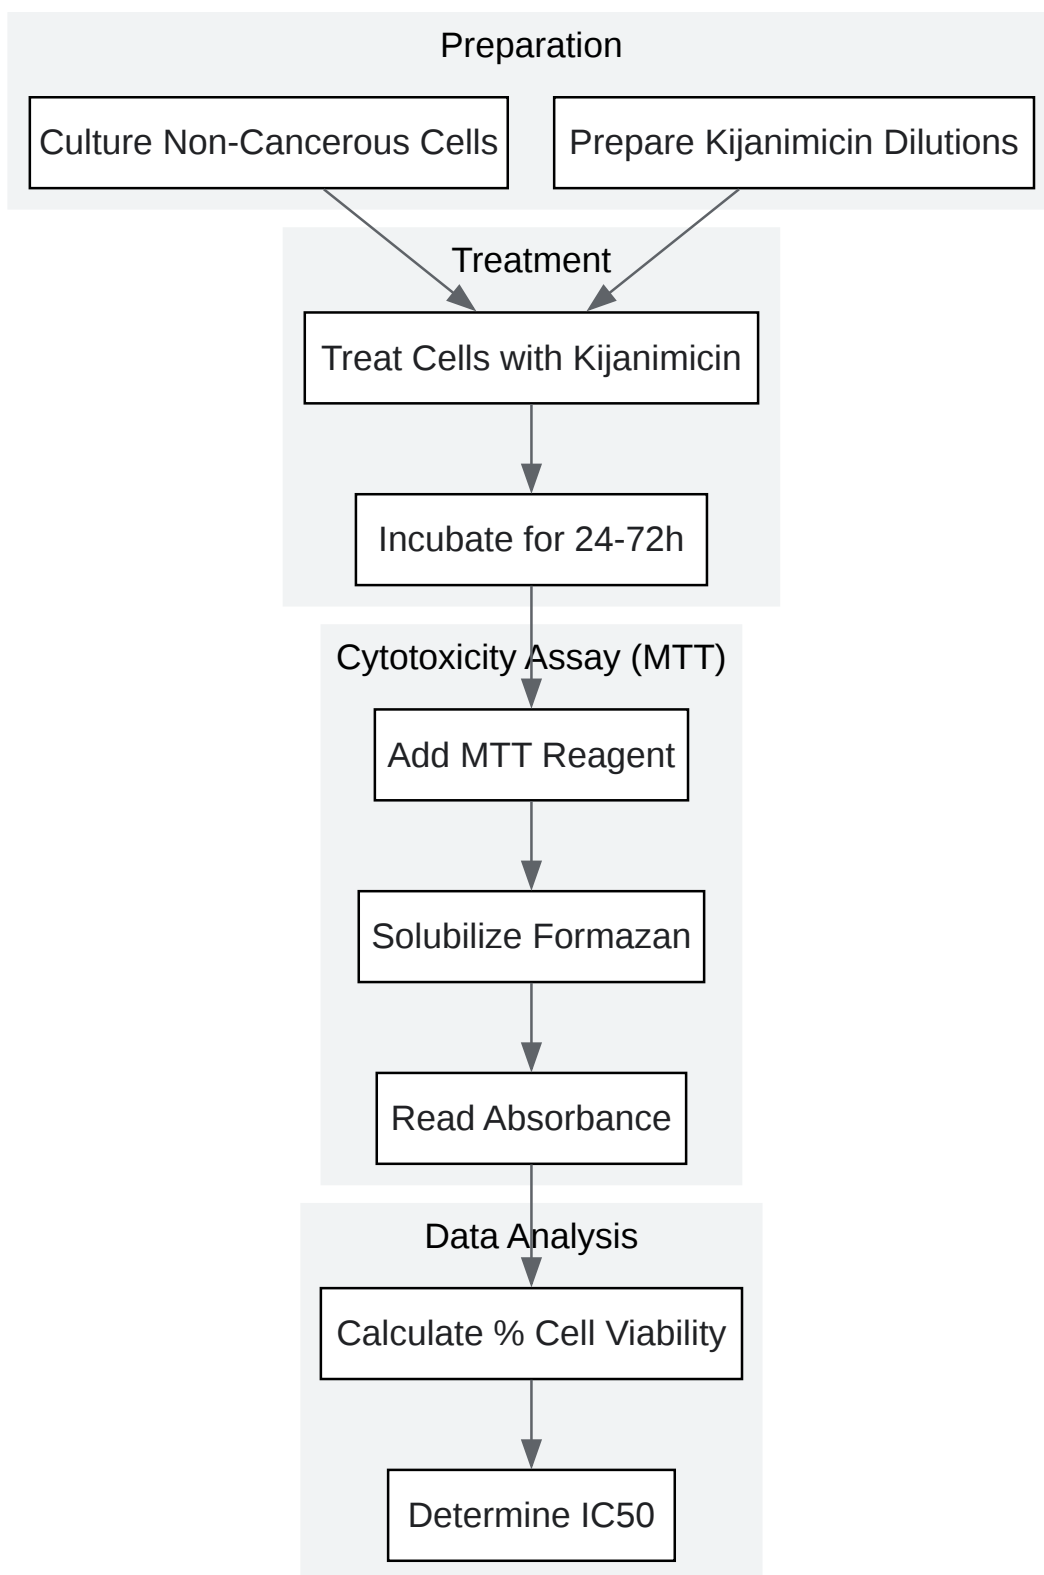 Preparation
Culture Non-Cancerous Cells
Prepare Kijanimicin Dilutions
Treatment
Treat Cells with Kijanimicin
Incubate for 24-72h
Cytotoxicity Assay (MTT)
Add MTT Reagent
Solubilize Formazan
Read Absorbance
Data Analysis
Calculate % Cell Viability
Determine IC50